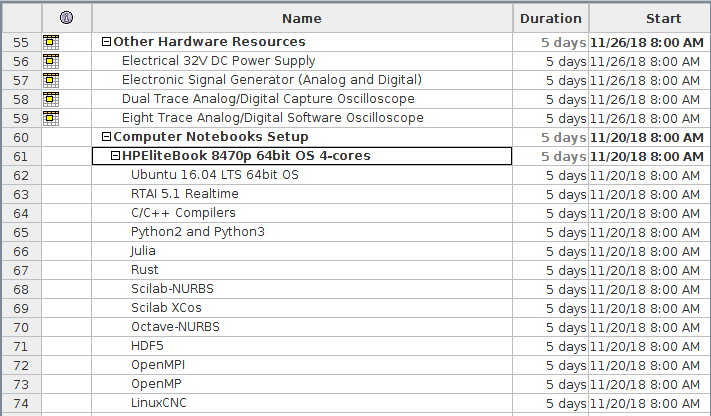 Name Duration Start
55 Other Hardware Resources 5 days 11/26/18 8:00 AM
56 Electrical 32V DC Power Supply 5 days 11/26/18 8:00 AM
57 Electronic Signal Generator (Analog and Digital) 5 days 11/26/18 8:00 AM
58 Dual Trace Analog/Digital Capture Oscilloscope 5 days 11/26/18 8:00 AM
59 Eight Trace Analog/Digital Software Oscilloscope 5 days 11/26/18 8:00 AM
60 Computer Notebooks Setup 5 days 11/20/18 8:00 AM
61 HPEliteBook 8470p 64bit OS 4-cores 5 days 11/20/18 8:00 AM
62 Ubuntu 16.04 LTS 64bit OS 5 days 11/20/18 8:00 AM
63 RTAI 5.1 Realtime 5 days 11/20/18 8:00 AM
64 C/C++ Compilers 5 days 11/20/18 8:00 AM
65 Python2 and Python3 5 days 11/20/18 8:00 AM
66 Julia 5 days 11/20/18 8:00 AM
67 Rust 5 days 11/20/18 8:00 AM
68 Scilab-NURBS 5 days 11/20/18 8:00 AM
69 Scilab XCos 5 days 11/20/18 8:00 AM
70 Octave-NURBS 5 days 11/20/18 8:00 AM
71 HDF5 5 days 11/20/18 8:00 AM
72 OpenMPI 5 days 11/20/18 8:00 AM
73 OpenMP 5 days 11/20/18 8:00 AM
74 LinuxCNC 5 days 11/20/18 8:00 AM